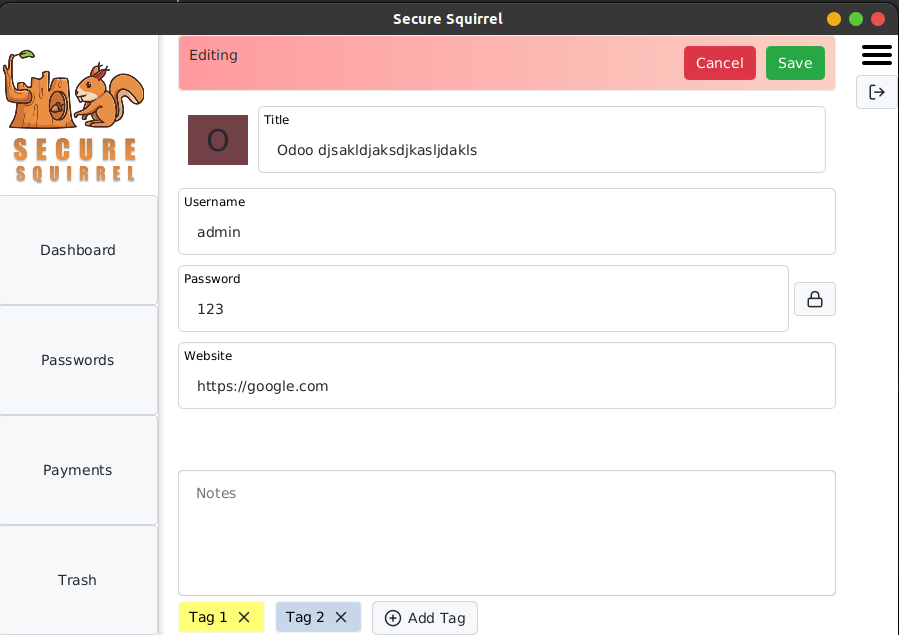 Secure Squirrel
SECURE
SQUIRREL
Dashboard
Passwords
Payments
Trash
Editing
Cancel
Save
O
Title
Odoo djsakldjaksdjkasljdakls
Username
admin
Password
123
Website
https://google.com
Notes
Tag 1
Tag 2
Add Tag